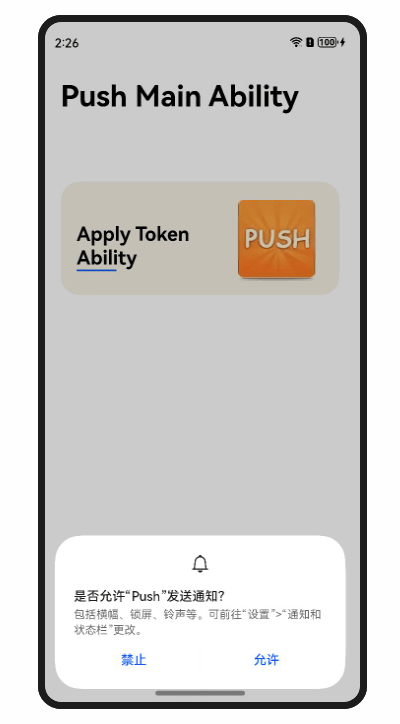 2:26
100
Push Main Ability
Apply Token
Ability
PUSH
是否允许“Push”发送通知?
包括横幅、锁屏、铃声等。可前往“设置”>“通知和
状态栏”更改。
禁止
允许